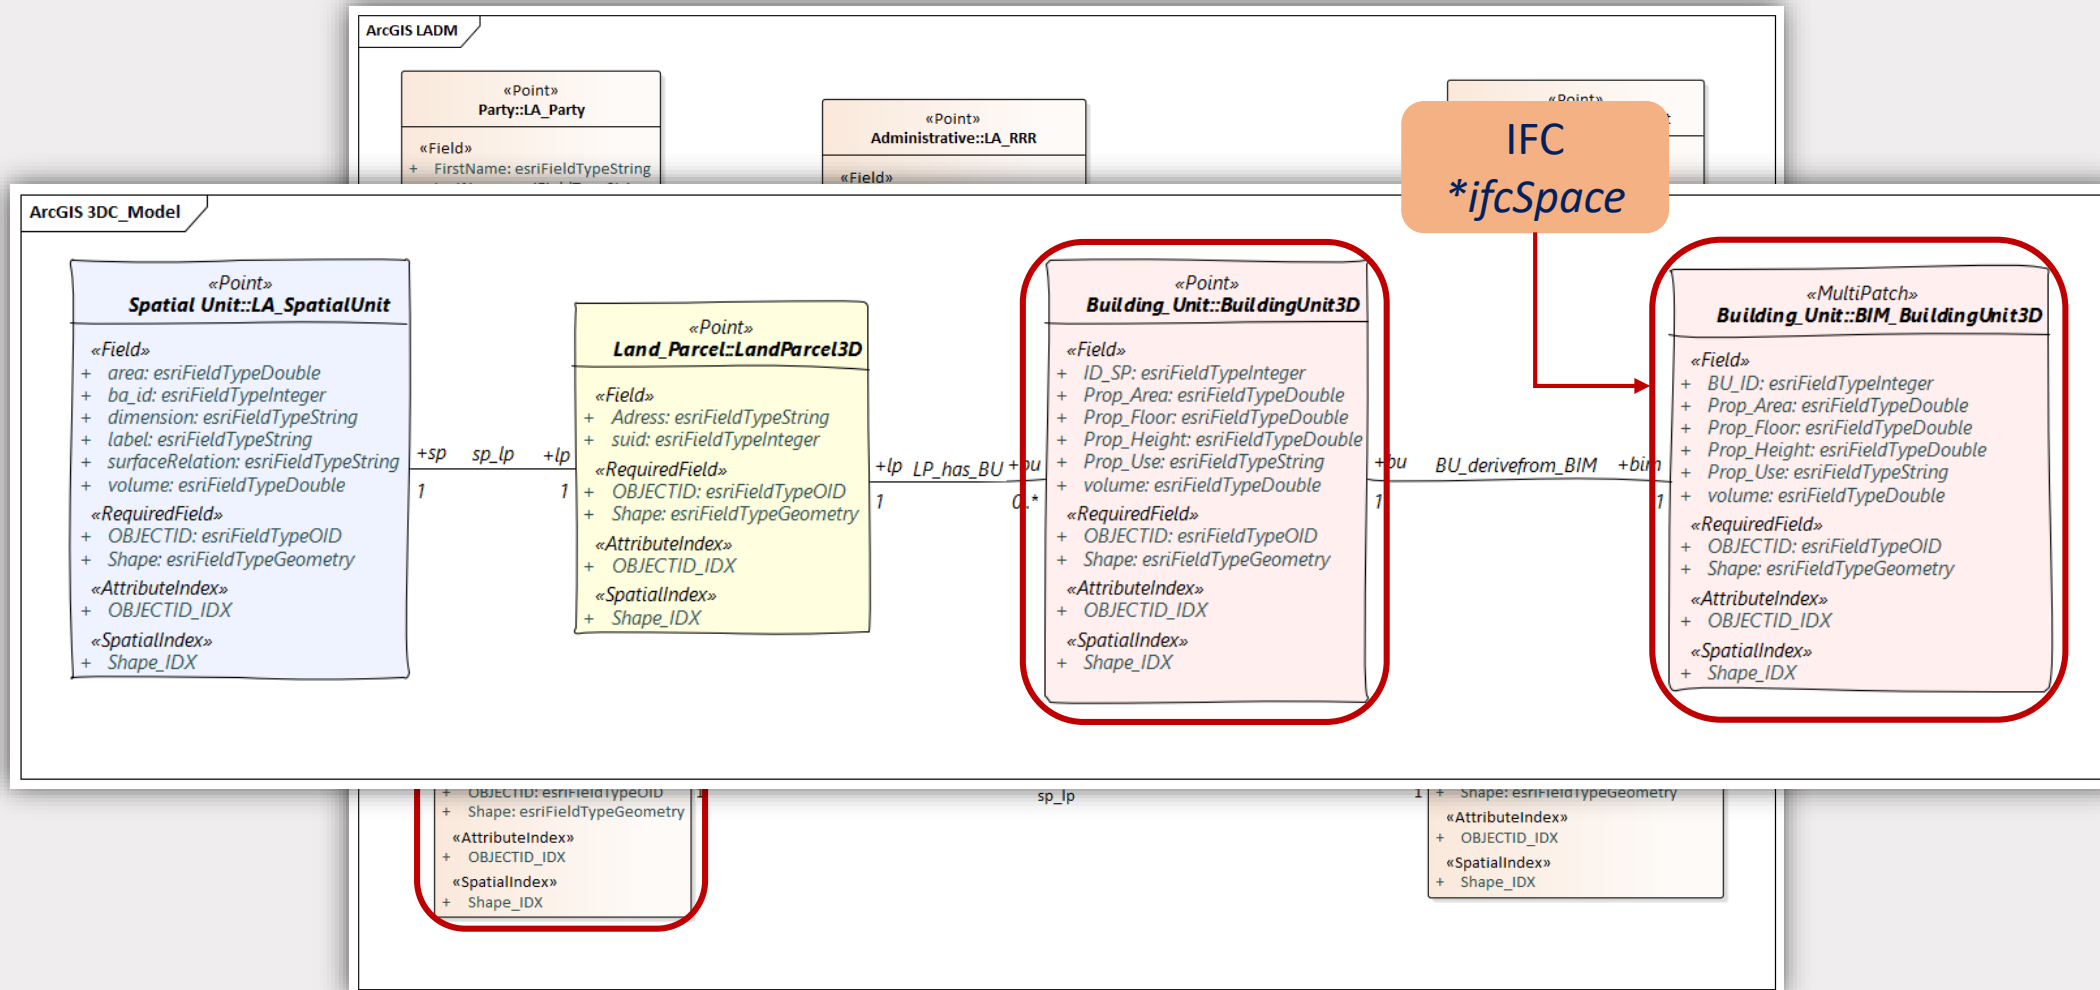 ArcGIS LADM
«Point»
Party::LA_Party
«Field»
+ FirstName: esriFieldTypeString
«Point»
Administrative::LA_RRR
«Field»
«Point»
IFC
*ifcSpace
ArcGIS 3DC_Model
«Point»
Spatial Unit::LA_SpatialUnit
«Field»
+ area: esriFieldTypeDouble
+ ba_id: esriFieldTypeInteger
+ dimension: esriFieldTypeString
+ label: esriFieldTypeString
+ surfaceRelation: esriFieldTypeString
+ volume: esriFieldTypeDouble
«RequiredField»
+ OBJECTID: esriFieldTypeOID
+ Shape: esriFieldTypeGeometry
«AttributeIndex»
+ OBJECTID_IDX
«SpatialIndex»
+ Shape_IDX
+sp sp_lp +lp
1 1
«Point»
Land_Parcel::LandParcel3D
«Field»
+ Adress: esriFieldTypeString
+ suid: esriFieldTypeInteger
«RequiredField»
+ OBJECTID: esriFieldTypeOID
+ Shape: esriFieldTypeGeometry
«AttributeIndex»
+ OBJECTID_IDX
«SpatialIndex»
+ Shape_IDX
+lp LP_has_BU +bu
1 0..*
«Point»
Building_Unit::BuildingUnit3D
«Field»
+ ID_SP: esriFieldTypeInteger
+ Prop_Area: esriFieldTypeDouble
+ Prop_Floor: esriFieldTypeDouble
+ Prop_Height: esriFieldTypeDouble
+ Prop_Use: esriFieldTypeString
+ volume: esriFieldTypeDouble
«RequiredField»
+ OBJECTID: esriFieldTypeOID
+ Shape: esriFieldTypeGeometry
«AttributeIndex»
+ OBJECTID_IDX
«SpatialIndex»
+ Shape_IDX
+bu BU_derivefrom_BIM +bim
1 1
«MultiPatch»
Building_Unit::BIM_BuildingUnit3D
«Field»
+ BU_ID: esriFieldTypeInteger
+ Prop_Area: esriFieldTypeDouble
+ Prop_Floor: esriFieldTypeDouble
+ Prop_Height: esriFieldTypeDouble
+ Prop_Use: esriFieldTypeString
+ volume: esriFieldTypeDouble
«RequiredField»
+ OBJECTID: esriFieldTypeOID
+ Shape: esriFieldTypeGeometry
«AttributeIndex»
+ OBJECTID_IDX
«SpatialIndex»
+ Shape_IDX
+ OBJECTID: esriFieldTypeOID 1
+ Shape: esriFieldTypeGeometry
«AttributeIndex»
+ OBJECTID_IDX
«SpatialIndex»
+ Shape_IDX
sp_lp
1 + Shape: esriFieldTypeGeometry
«AttributeIndex»
+ OBJECTID_IDX
«SpatialIndex»
+ Shape_IDX